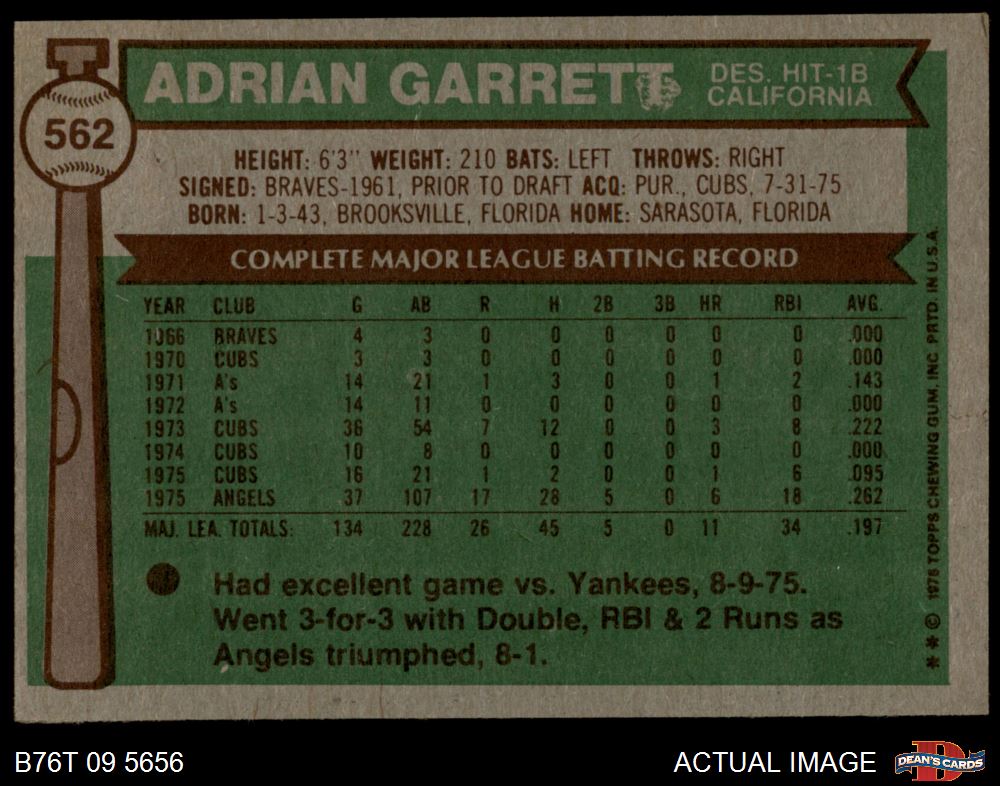 562
ADRIAN GARRETT
DES. HIT-1B
CALIFORNIA
HEIGHT: 6'3" WEIGHT: 210 BATS: LEFT THROWS: RIGHT
SIGNED: BRAVES-1961, PRIOR TO DRAFT ACQ: PUR., CUBS, 7-31-75
BORN: 1-3-43, BROOKSVILLE, FLORIDA HOME: SARASOTA, FLORIDA
COMPLETE MAJOR LEAGUE BATTING RECORD
YEAR CLUB G AB R H 2B 3B HR RBI AVG.
1966 BRAVES 4 3 0 0 0 0 0 0 .000
1970 CUBS 3 3 0 0 0 0 0 0 .000
1971 A's 14 21 1 3 0 0 1 2 .143
1972 A's 14 11 0 0 0 0 0 0 .000
1973 CUBS 36 54 7 12 0 0 3 8 .222
1974 CUBS 10 8 0 0 0 0 0 0 .000
1975 CUBS 16 21 1 2 0 0 1 6 .095
1975 ANGELS 37 107 17 28 5 0 6 18 .262
MAJ. LEA. TOTALS: 134 228 26 45 5 0 11 34 .197
Had excellent game vs. Yankees, 8-9-75.
Went 3-for-3 with Double, RBI & 2 Runs as
Angels triumphed, 8-1.
** © 1976 TOPPS CHEWING GUM, INC. PRTD. IN U.S.A.
B76T 09 5656
ACTUAL IMAGE
DEAN'S CARDS